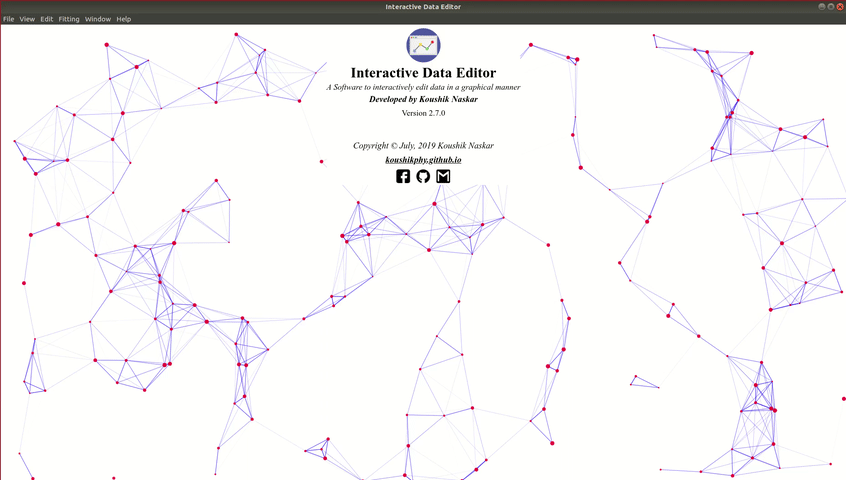 Interactive Data Editor
File View Edit Fitting Window Help
Interactive Data Editor
A Software to interactively edit data in a graphical manner
Developed by Koushik Naskar
Version 2.7.0
Copyright © July, 2019 Koushik Naskar
koushikphy.github.io